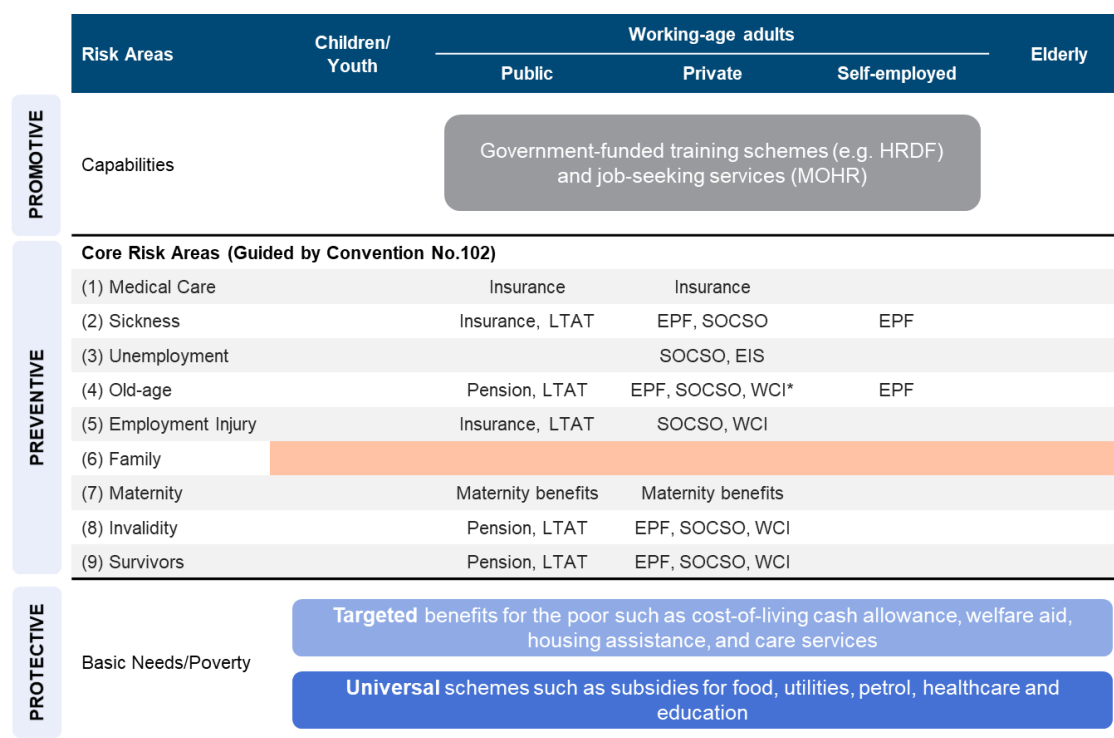 Risk Areas
Children/
Youth
Working-age adults
Public Private Self-employed
Elderly
PROMOTIVE
Capabilities
Government-funded training schemes (e.g. HRDF)
and job-seeking services (MOHR)
PREVENTIVE
Core Risk Areas (Guided by Convention No.102)
(1) Medical Care Insurance Insurance
(2) Sickness Insurance, LTAT EPF, SOCSO EPF
(3) Unemployment SOCSO, EIS
(4) Old-age Pension, LTAT EPF, SOCSO, WCI* EPF
(5) Employment Injury Insurance, LTAT SOCSO, WCI
(6) Family
(7) Maternity Maternity benefits Maternity benefits
(8) Invalidity Pension, LTAT EPF, SOCSO, WCI
(9) Survivors Pension, LTAT EPF, SOCSO, WCI
PROTECTIVE
Basic Needs/Poverty
Targeted benefits for the poor such as cost-of-living cash allowance, welfare aid,
housing assistance, and care services
Universal schemes such as subsidies for food, utilities, petrol, healthcare and
education